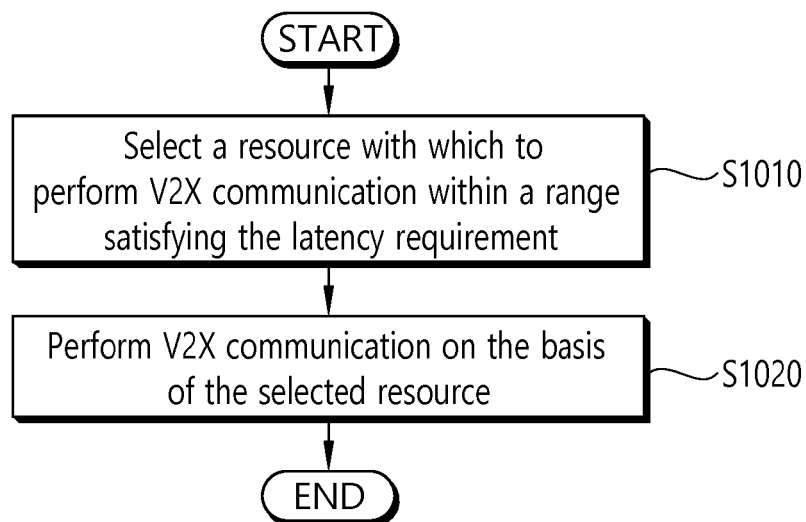 START
Select a resource with which to
perform V2X communication within a range
satisfying the latency requirement
S1010
Perform V2X communication on the basis
of the selected resource
S1020
END